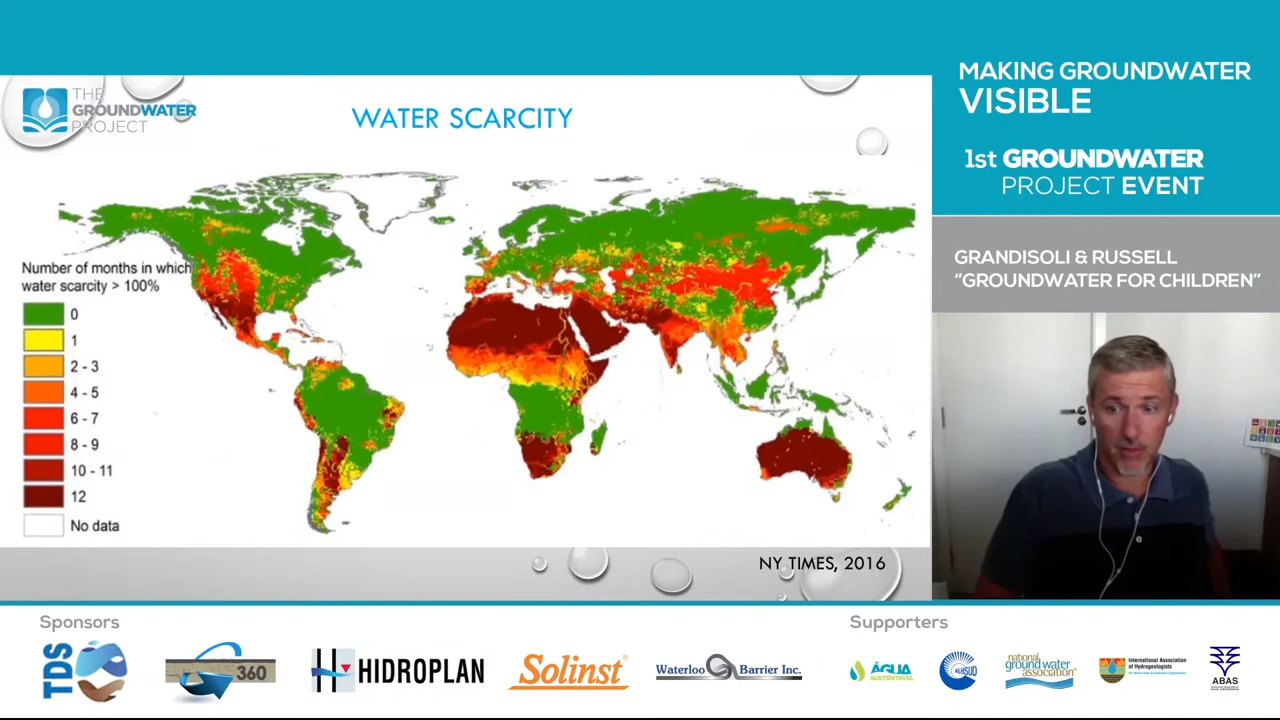 THE
GROUNDWATER
PROJECT
WATER SCARCITY
Number of months in which
water scarcity > 100%
0
1
2 - 3
4 - 5
6 - 7
8 - 9
10 - 11
12
No data
NY TIMES, 2016
MAKING GROUNDWATER
VISIBLE
1st GROUNDWATER
PROJECT EVENT
GRANDISOLI & RUSSELL
“GROUNDWATER FOR CHILDREN”
Sponsors
TDS
360
HIDROPLAN
Solinst®
Waterloo Barrier Inc.
Supporters
ÁGUA
SUSTENTÁVEL
national
ground water
association
International Association
of Hydrogeologists
ABAS